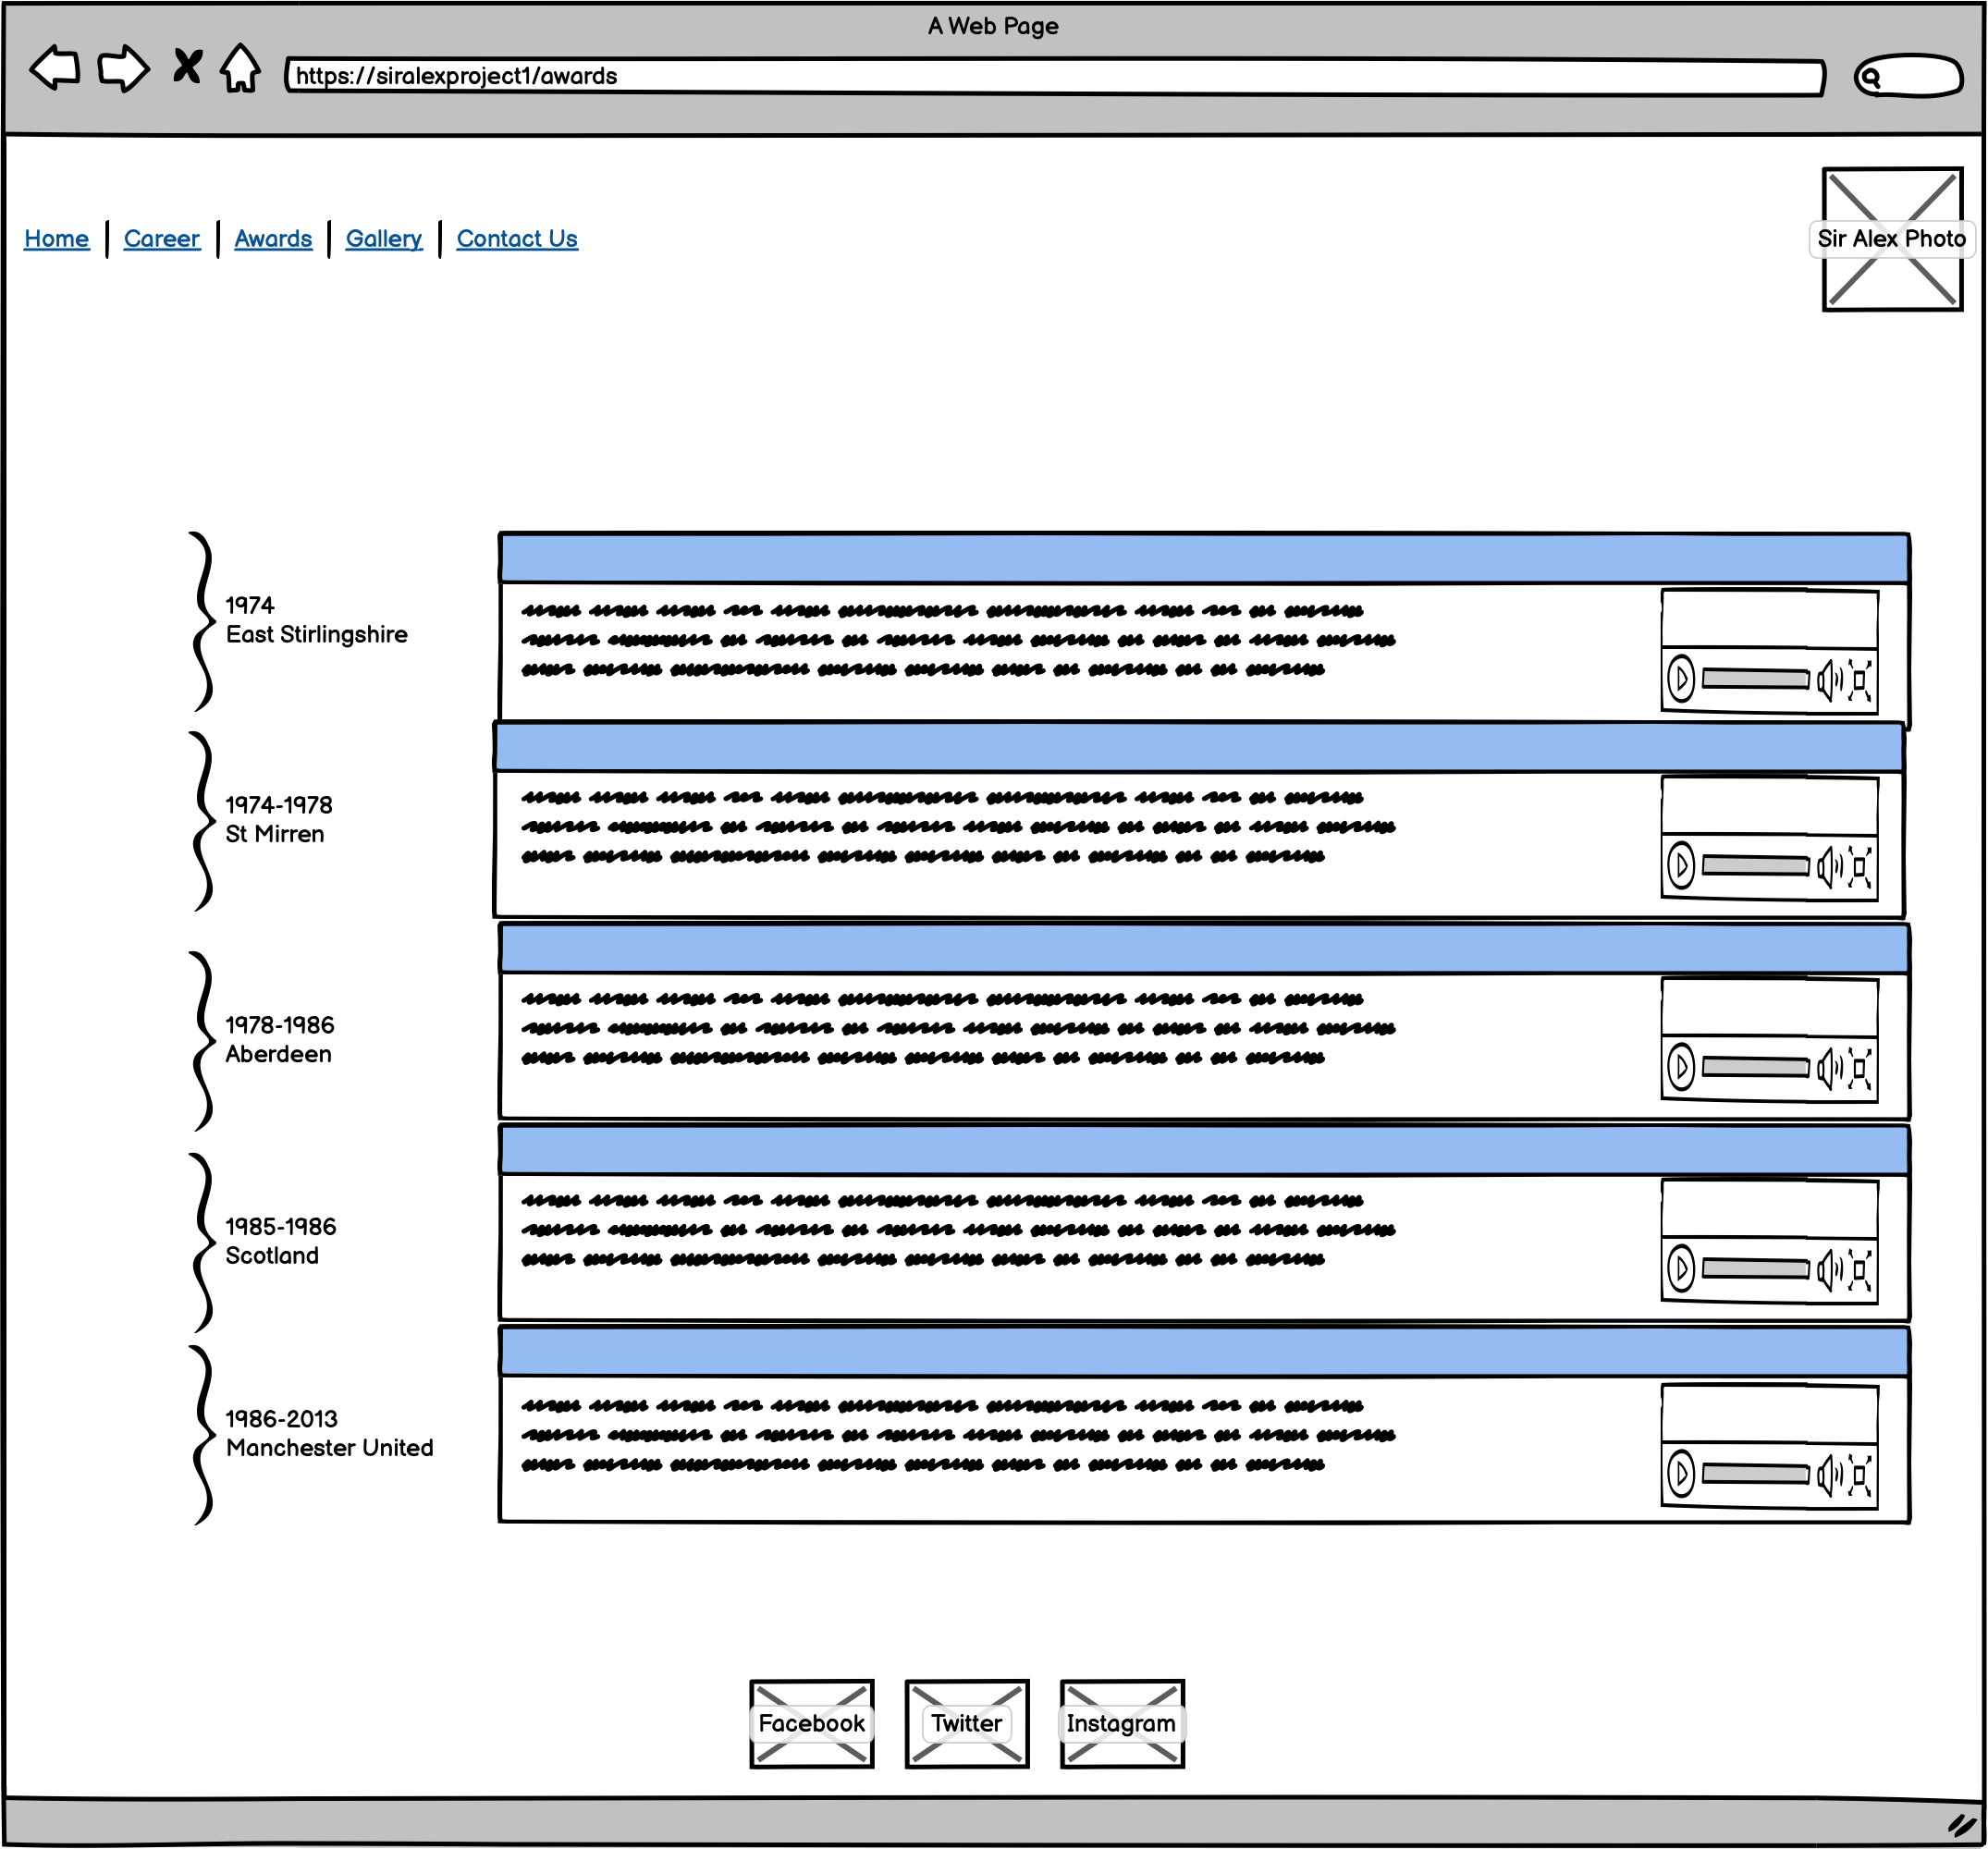 A Web Page
https://siralexproject1/awards
Home Career Awards Gallery Contact Us
Sir Alex Photo
1974
East Stirlingshire
1974-1978
St Mirren
1978-1986
Aberdeen
1985-1986
Scotland
1986-2013
Manchester United
Facebook Twitter Instagram